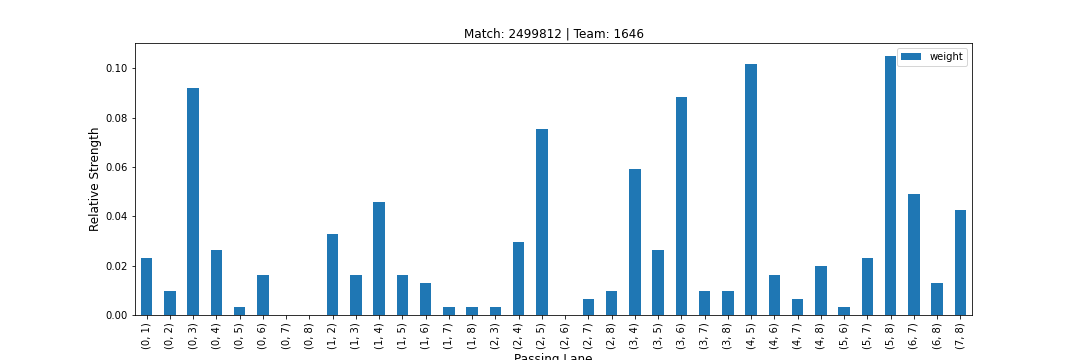 Match: 2499812 | Team: 1646
weight
0.10
0.08
0.06
0.04
0.02
0.00
Relative Strength
(0, 1) (0, 2) (0, 3) (0, 4) (0, 5) (0, 6) (0, 7) (0, 8) (1, 2) (1, 3) (1, 4) (1, 5) (1, 6) (1, 7) (1, 8) (2, 3) (2, 4) (2, 5) (2, 6) (2, 7) (2, 8) (3, 4) (3, 5) (3, 6) (3, 7) (3, 8) (4, 5) (4, 6) (4, 7) (4, 8) (5, 6) (5, 7) (5, 8) (6, 7) (6, 8) (7, 8)
Passing Lane